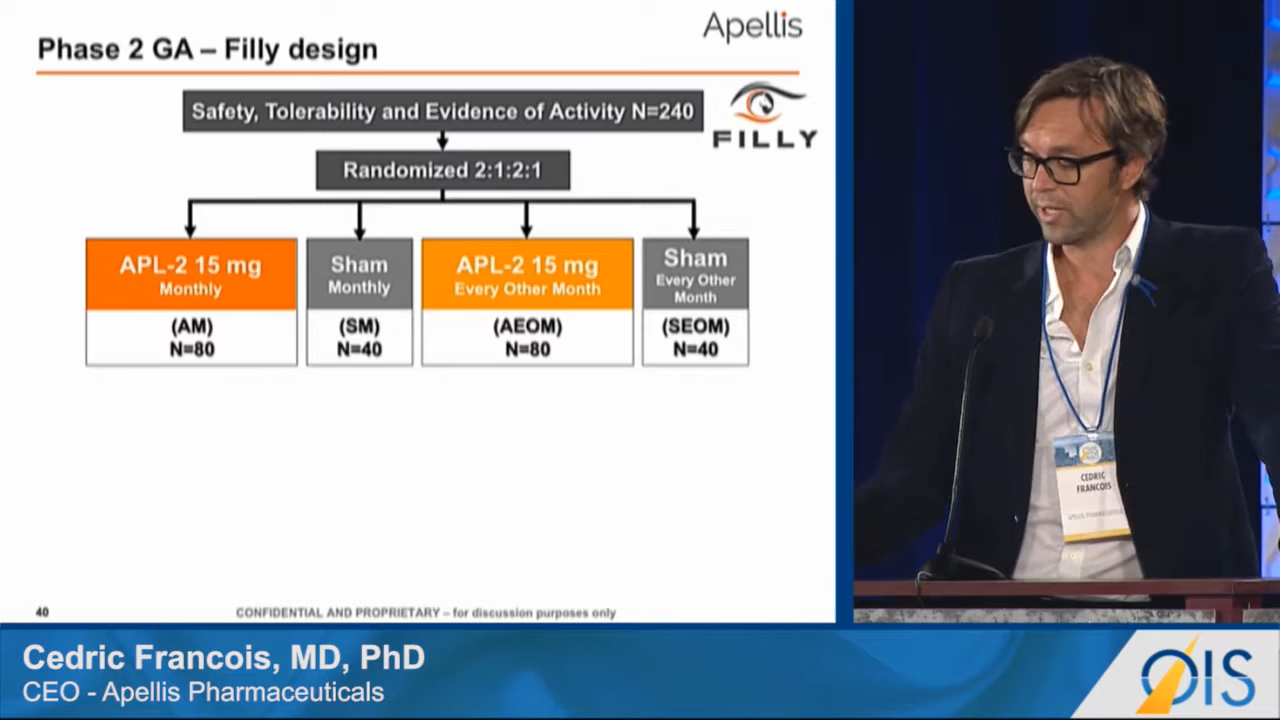 Apellis
Phase 2 GA – Filly design
Safety, Tolerability and Evidence of Activity N=240
FILLY
Randomized 2:1:2:1
APL-2 15 mg
Monthly
(AM)
N=80
Sham
Monthly
(SM)
N=40
APL-2 15 mg
Every Other Month
(AEOM)
N=80
Sham
Every Other
Month
(SEOM)
N=40
40
CONFIDENTIAL AND PROPRIETARY – for discussion purposes only
OIS
CEDRIC
FRANCOIS
Cedric Francois, MD, PhD
CEO - Apellis Pharmaceuticals
OIS